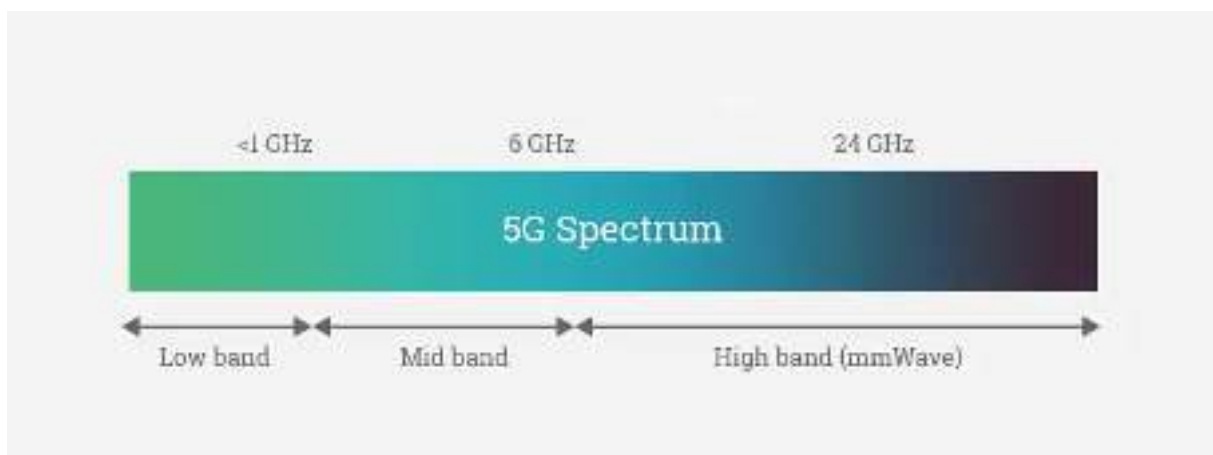 <1 GHz 6 GHz 24 GHz
5G Spectrum
Low band Mid band High band (mmWave)